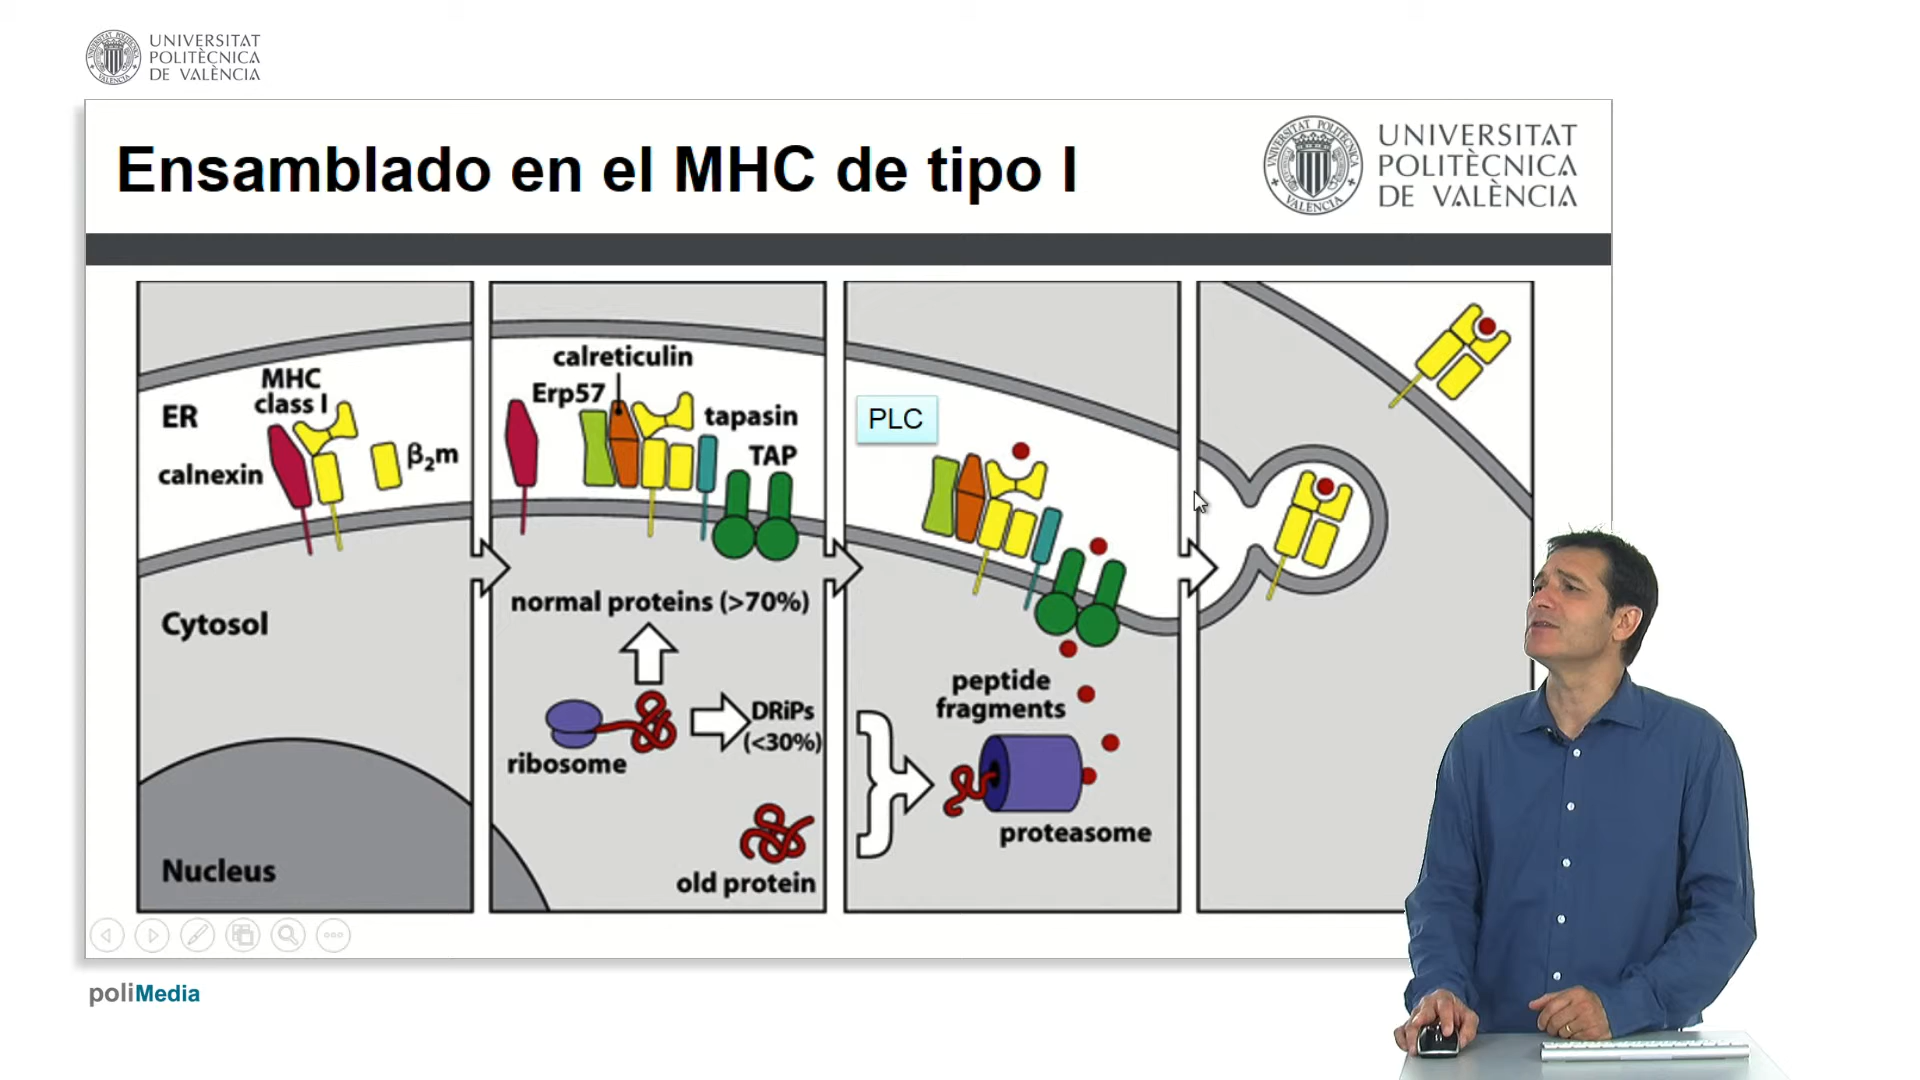 UNIVERSITAT
POLITÈCNICA
DE VALÈNCIA
Ensamblado en el MHC de tipo I
UNIVERSITAT
POLITÈCNICA
DE VALÈNCIA
MHC
class I
ER
calnexin
β₂m
Cytosol
Nucleus
calreticulin
Erp57
tapasin
TAP
normal proteins (>70%)
DRiPs
(<30%)
ribosome
old protein
PLC
peptide
fragments
proteasome
poliMedia